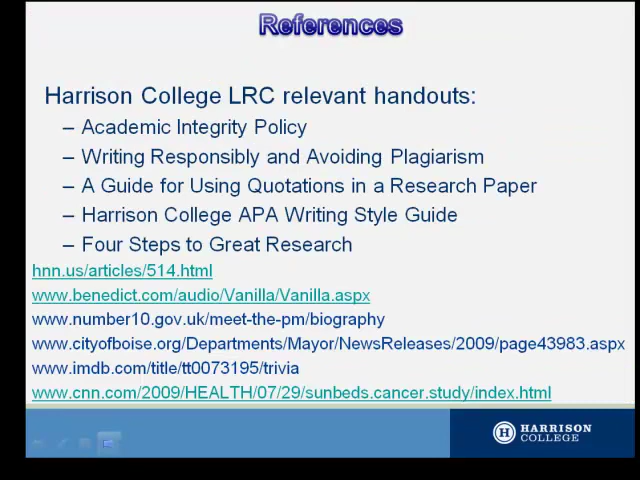 References
Harrison College LRC relevant handouts:
– Academic Integrity Policy
– Writing Responsibly and Avoiding Plagiarism
– A Guide for Using Quotations in a Research Paper
– Harrison College APA Writing Style Guide
– Four Steps to Great Research
hnn.us/articles/514.html
www.benedict.com/audio/Vanilla/Vanilla.aspx
www.number10.gov.uk/meet-the-pm/biography
www.cityofboise.org/Departments/Mayor/NewsReleases/2009/page43983.aspx
www.imdb.com/title/tt0073195/trivia
www.cnn.com/2009/HEALTH/07/29/sunbeds.cancer.study/index.html
H HARRISON
COLLEGE